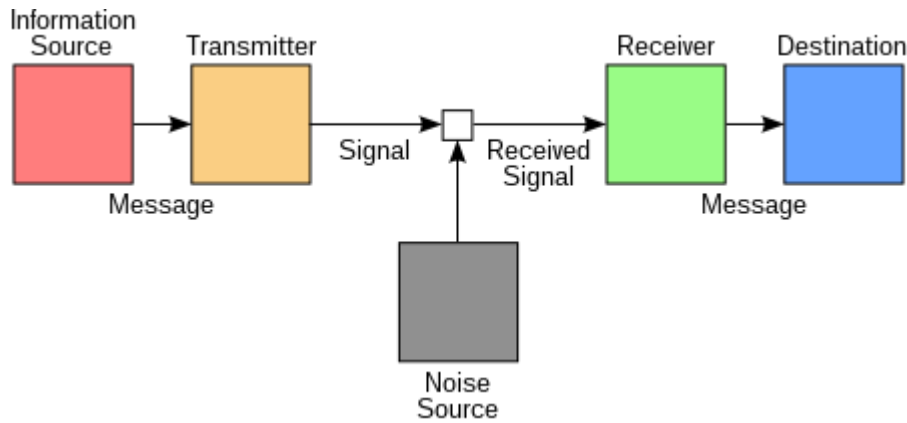 Information
Source
Transmitter
Receiver
Destination
Signal
Received
Signal
Message
Message
Noise
Source